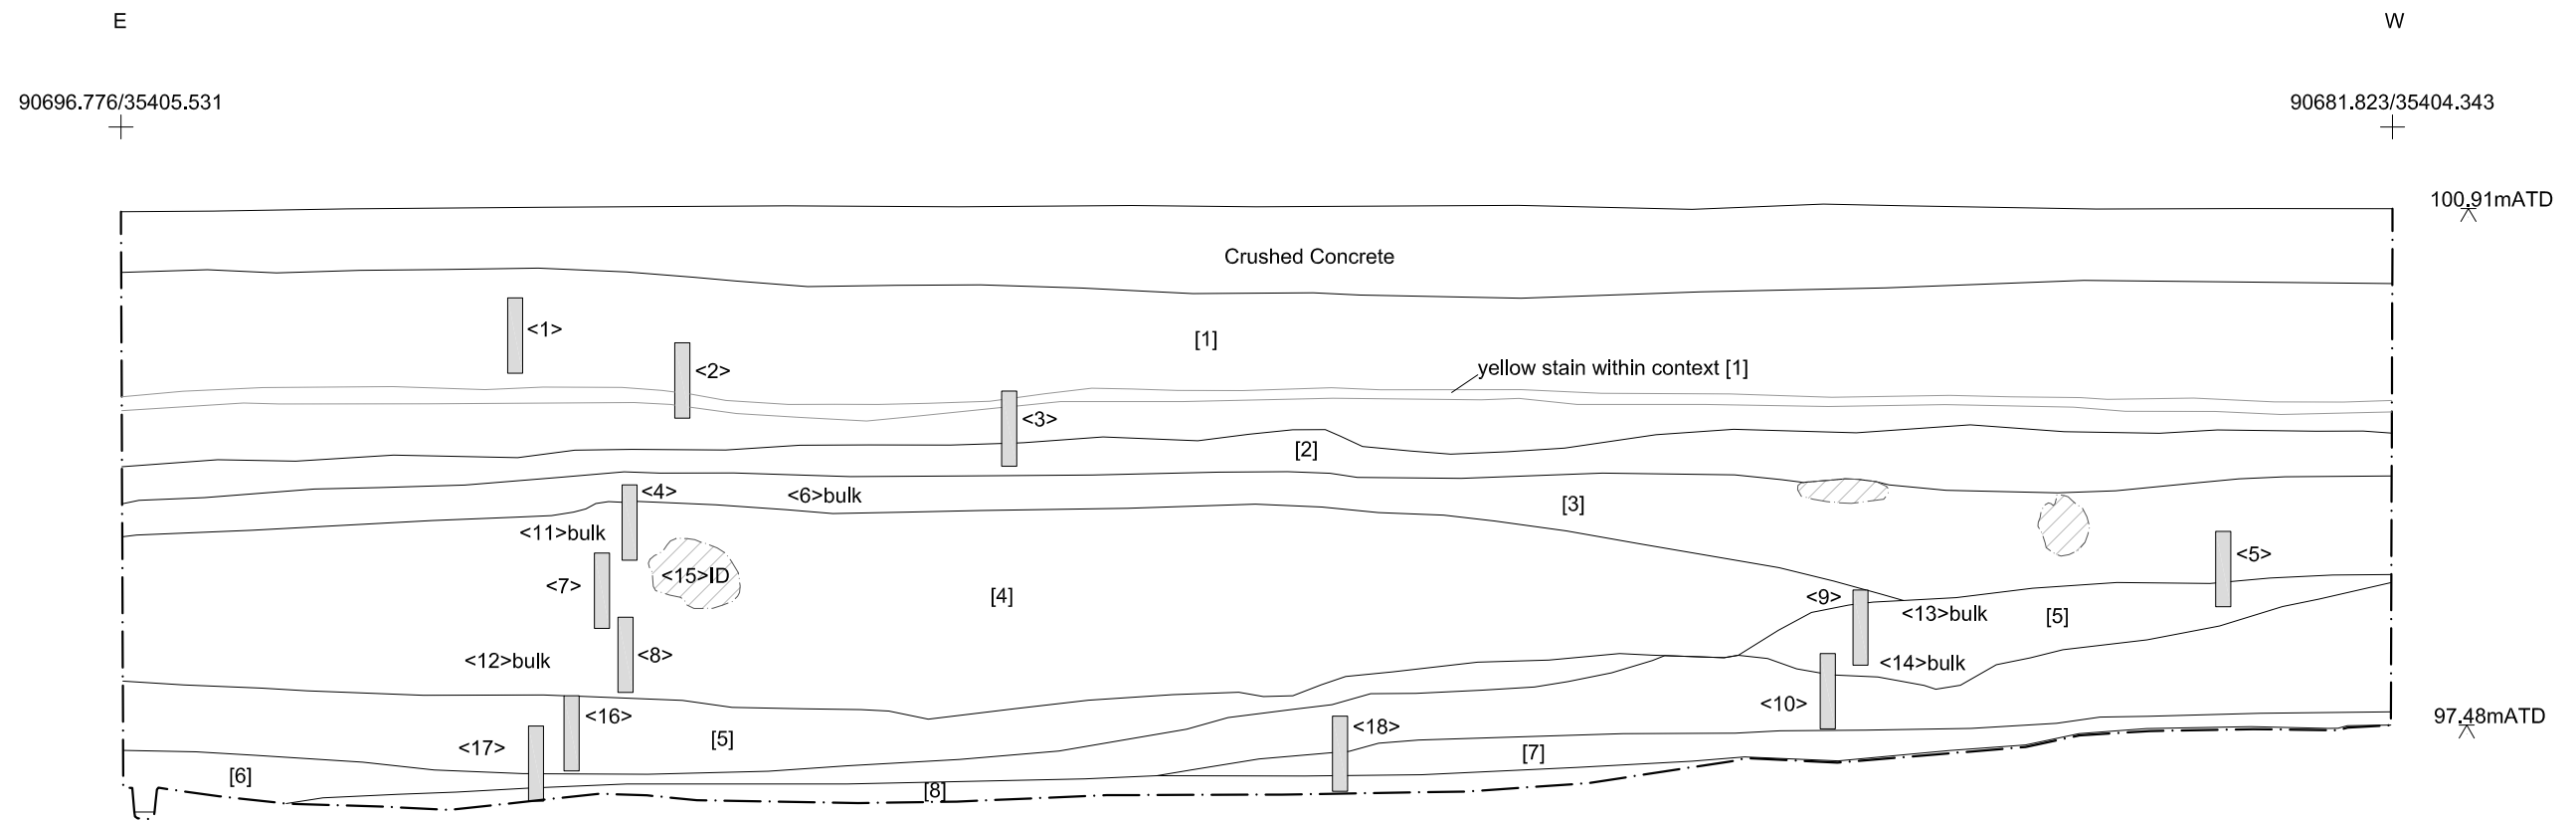 E
W
90696.776/35405.531
90681.823/35404.343
100.91mATD
Crushed Concrete
<1>
[1]
<2>
yellow stain within context [1]
<3>
[2]
<4>
<6>bulk
[3]
<11>bulk
<5>
<7>
<15>ID
[4]
<9>
<13>bulk
[5]
<12>bulk
<8>
<14>bulk
<16>
<10>
97.48mATD
<17>
[5]
<18>
[7]
[6]
[8]